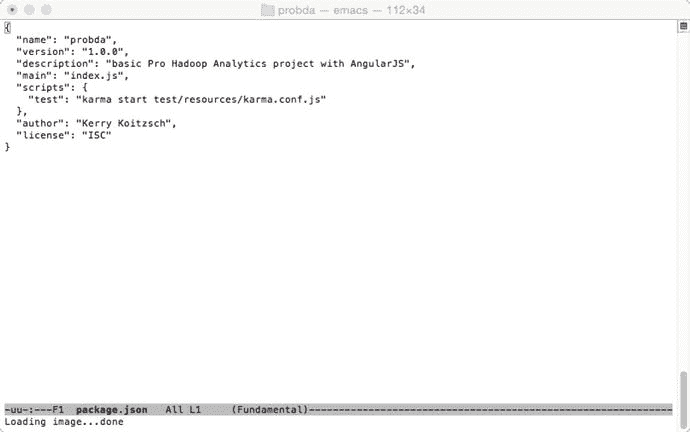 probda — emacs — 112×34
{
  "name": "probda",
  "version": "1.0.0",
  "description": "basic Pro Hadoop Analytics project with AngularJS",
  "main": "index.js",
  "scripts": {
    "test": "karma start test/resources/karma.conf.js"
  },
  "author": "Kerry Koitzsch",
  "license": "ISC"
}
-uu-:---F1  package.json   All L1     (Fundamental)-------------------------------------------------------------
Loading image...done